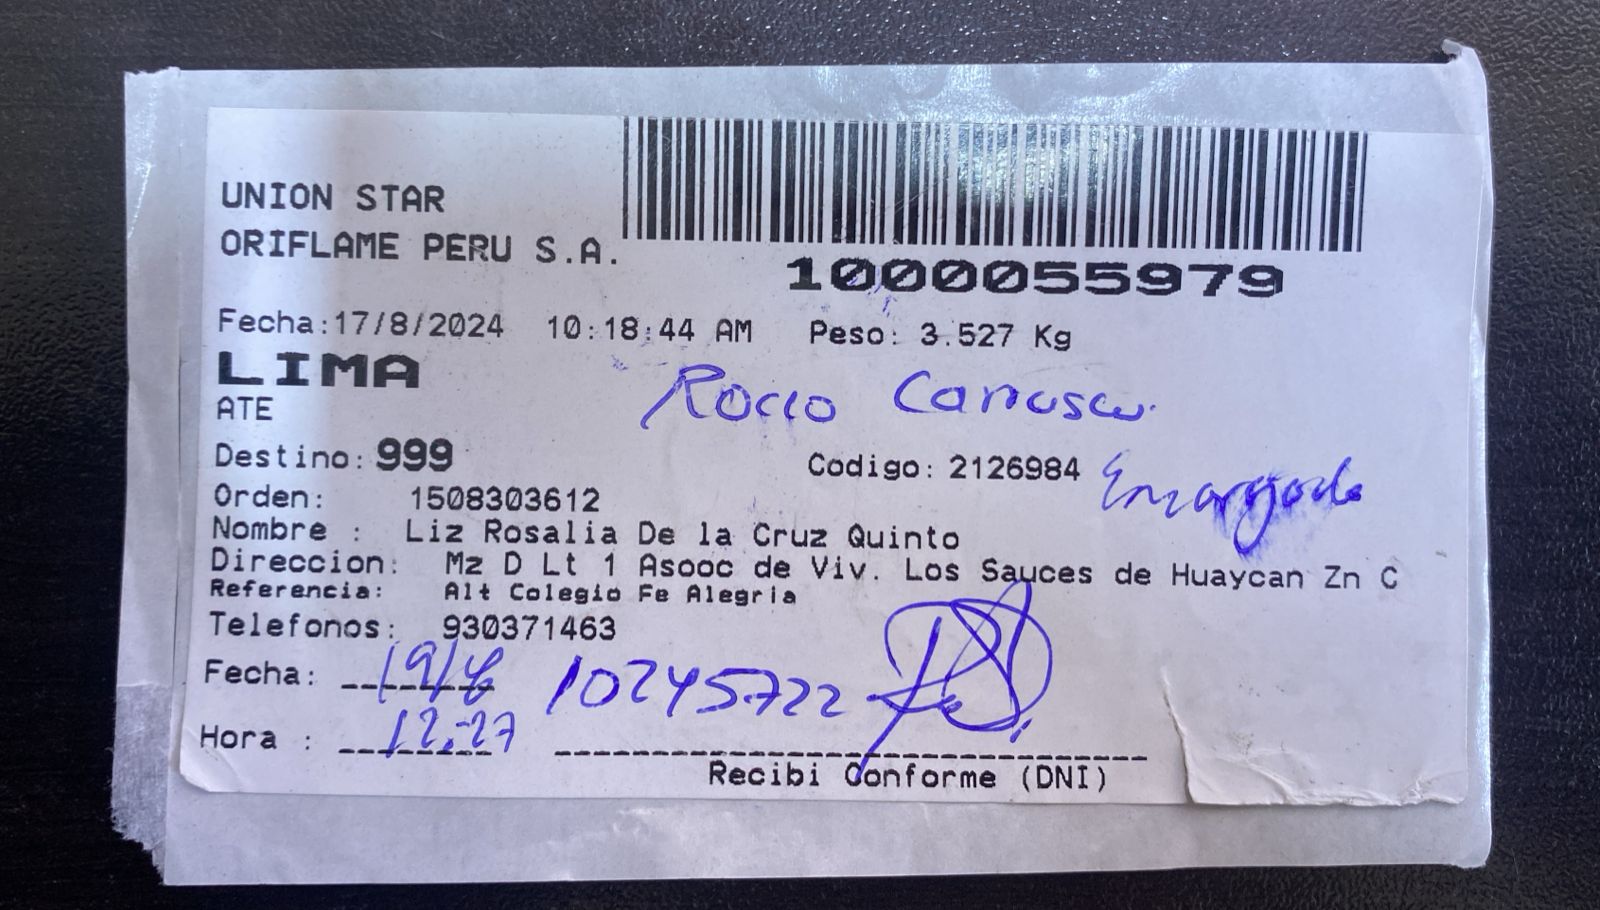 UNION STAR
ORIFLAME PERU S.A.
1000055979
Fecha:17/8/2024 10:18:44 AM Peso: 3.527 Kg
LIMA
ATE
Rocio Carrasco
Destino: 999 Codigo: 2126984
Encargada
Orden: 1508303612
Nombre : Liz Rosalia De la Cruz Quinto
Direccion: Mz D Lt 1 Asooc de Viv. Los Sauces de Huaycan Zn C
Referencia: Alt Colegio Fe Alegria
Telefonos: 930371463
Fecha: 19/8 10245722
Hora : 12:27
Recibi Conforme (DNI)